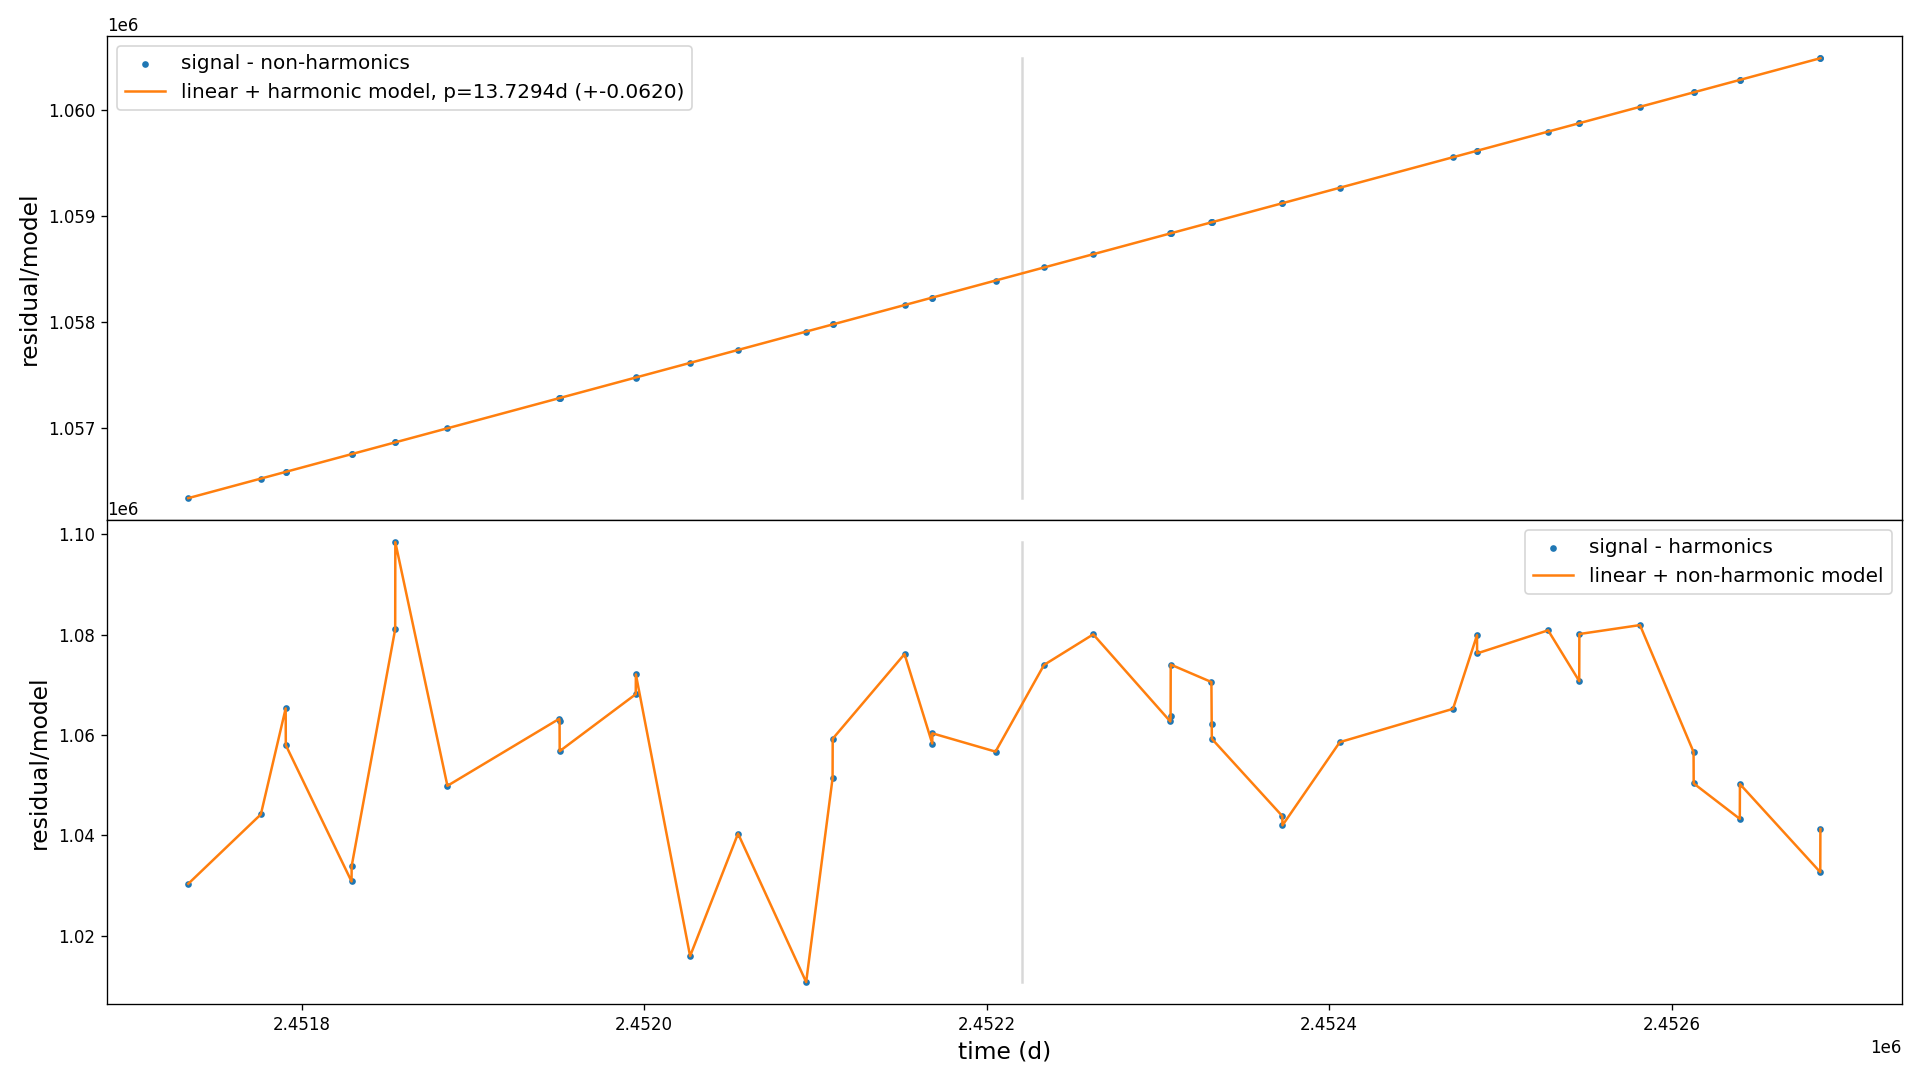 1e6
signal - non-harmonics
linear + harmonic model, p=13.7294d (+-0.0620)
1.060
1.059
1.058
1.057
residual/model
1e6
signal - harmonics
linear + non-harmonic model
1.10
1.08
1.06
1.04
1.02
residual/model
2.4518
2.4520
2.4522
2.4524
2.4526
time (d)
1e6